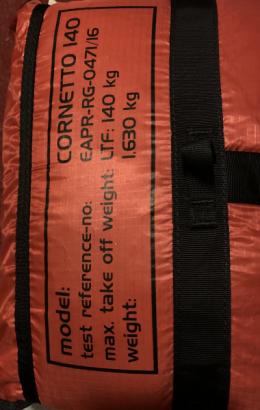 model: CORNETTO 140
test reference-no: EAPR-RG-0471/16
max. take off weight: LTF: 140 kg
weight: 1.630 kg